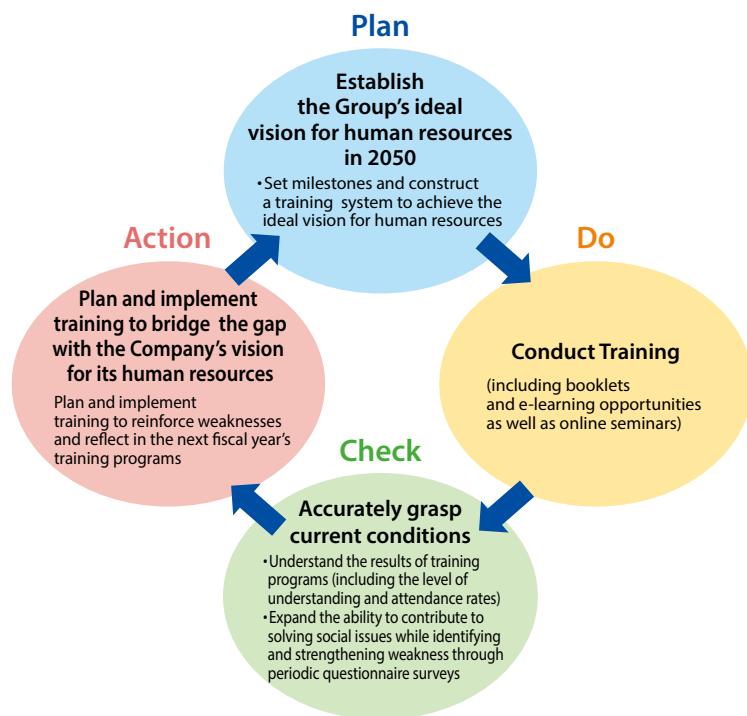 Plan
Establish
the Group's ideal
vision for human resources
in 2050
・Set milestones and construct
a training system to achieve the
ideal vision for human resources
Do
Conduct Training
(including booklets
and e-learning opportunities
as well as online seminars)
Check
Accurately grasp
current conditions
・Understand the results of training
programs (including the level of
understanding and attendance rates)
・Expand the ability to contribute to
solving social issues while identifying
and strengthening weakness through
periodic questionnaire surveys
Action
Plan and implement
training to bridge the gap
with the Company's vision
for its human resources
Plan and implement
training to reinforce weaknesses
and reflect in the next fiscal year's
training programs